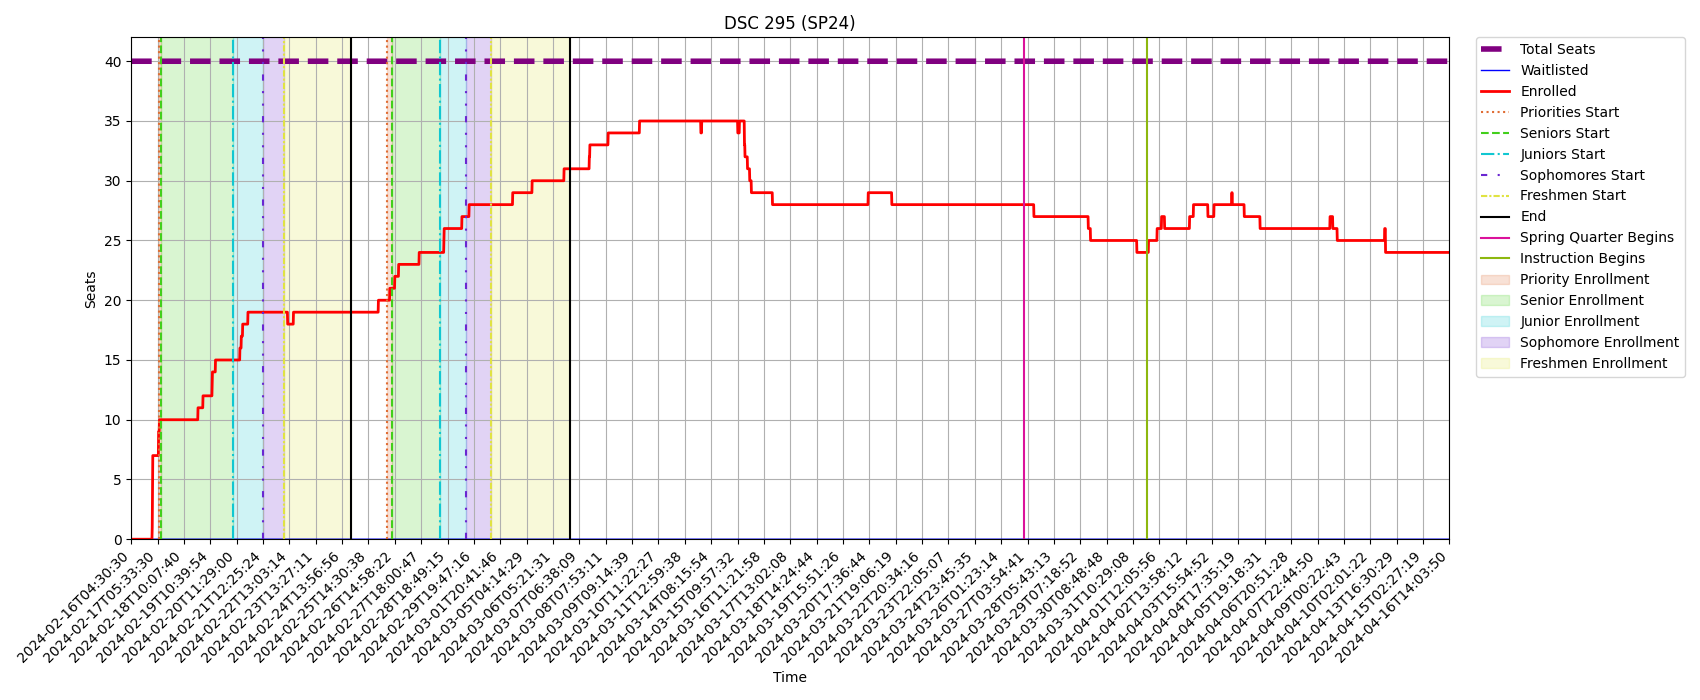 DSC 295 (SP24)
Seats
40
35
30
25
20
15
10
5
0
2024-02-16T04:30:30
2024-02-17T05:33:30
2024-02-18T10:07:40
2024-02-19T10:39:54
2024-02-20T11:29:00
2024-02-21T12:25:24
2024-02-22T13:03:14
2024-02-23T13:27:11
2024-02-24T13:56:56
2024-02-25T14:30:38
2024-02-26T14:58:22
2024-02-27T18:00:47
2024-02-28T18:49:15
2024-02-29T19:47:16
2024-03-01T20:41:46
2024-03-05T04:14:29
2024-03-06T05:21:31
2024-03-07T06:38:09
2024-03-08T07:53:11
2024-03-09T09:14:39
2024-03-10T11:22:27
2024-03-11T12:59:38
2024-03-14T08:15:54
2024-03-15T09:57:32
2024-03-16T11:21:58
2024-03-17T13:02:08
2024-03-18T14:24:44
2024-03-19T15:51:26
2024-03-20T17:36:44
2024-03-21T19:06:19
2024-03-22T20:34:16
2024-03-23T22:05:07
2024-03-24T23:45:35
2024-03-26T01:23:14
2024-03-27T03:54:41
2024-03-28T05:43:13
2024-03-29T07:18:52
2024-03-30T08:48:48
2024-03-31T10:29:08
2024-04-01T12:05:56
2024-04-02T13:58:12
2024-04-03T15:54:52
2024-04-04T17:35:19
2024-04-05T19:18:31
2024-04-06T20:51:28
2024-04-07T22:44:50
2024-04-09T00:22:43
2024-04-10T02:01:22
2024-04-13T16:30:29
2024-04-15T02:27:19
2024-04-16T14:03:50
Time
Total Seats
Waitlisted
Enrolled
Priorities Start
Seniors Start
Juniors Start
Sophomores Start
Freshmen Start
End
Spring Quarter Begins
Instruction Begins
Priority Enrollment
Senior Enrollment
Junior Enrollment
Sophomore Enrollment
Freshmen Enrollment